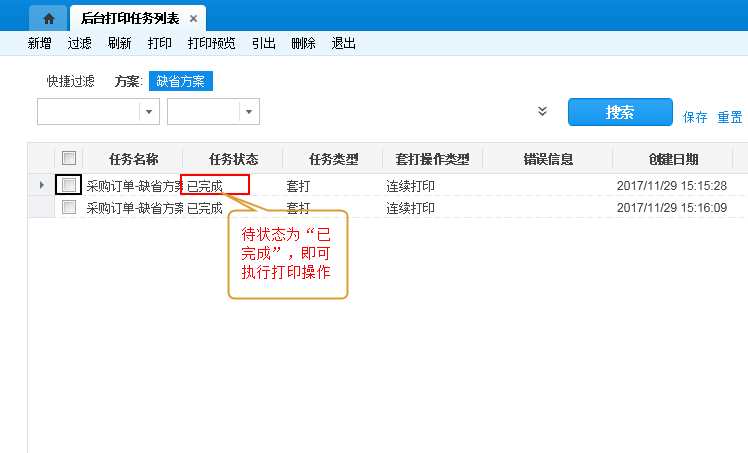 后台打印任务列表 ×
新增 过滤 刷新 打印 打印预览 引出 删除 退出
快捷过滤 方案: 缺省方案
搜索 保存 重置
任务名称 任务状态 任务类型 套打操作类型 错误信息 创建日期
采购订单-缺省方案 已完成 套打 连续打印 2017/11/29 15:15:28
采购订单-缺省方案 已完成 套打 连续打印 2017/11/29 15:16:09
待状态为“已
完成”，即可
执行打印操作